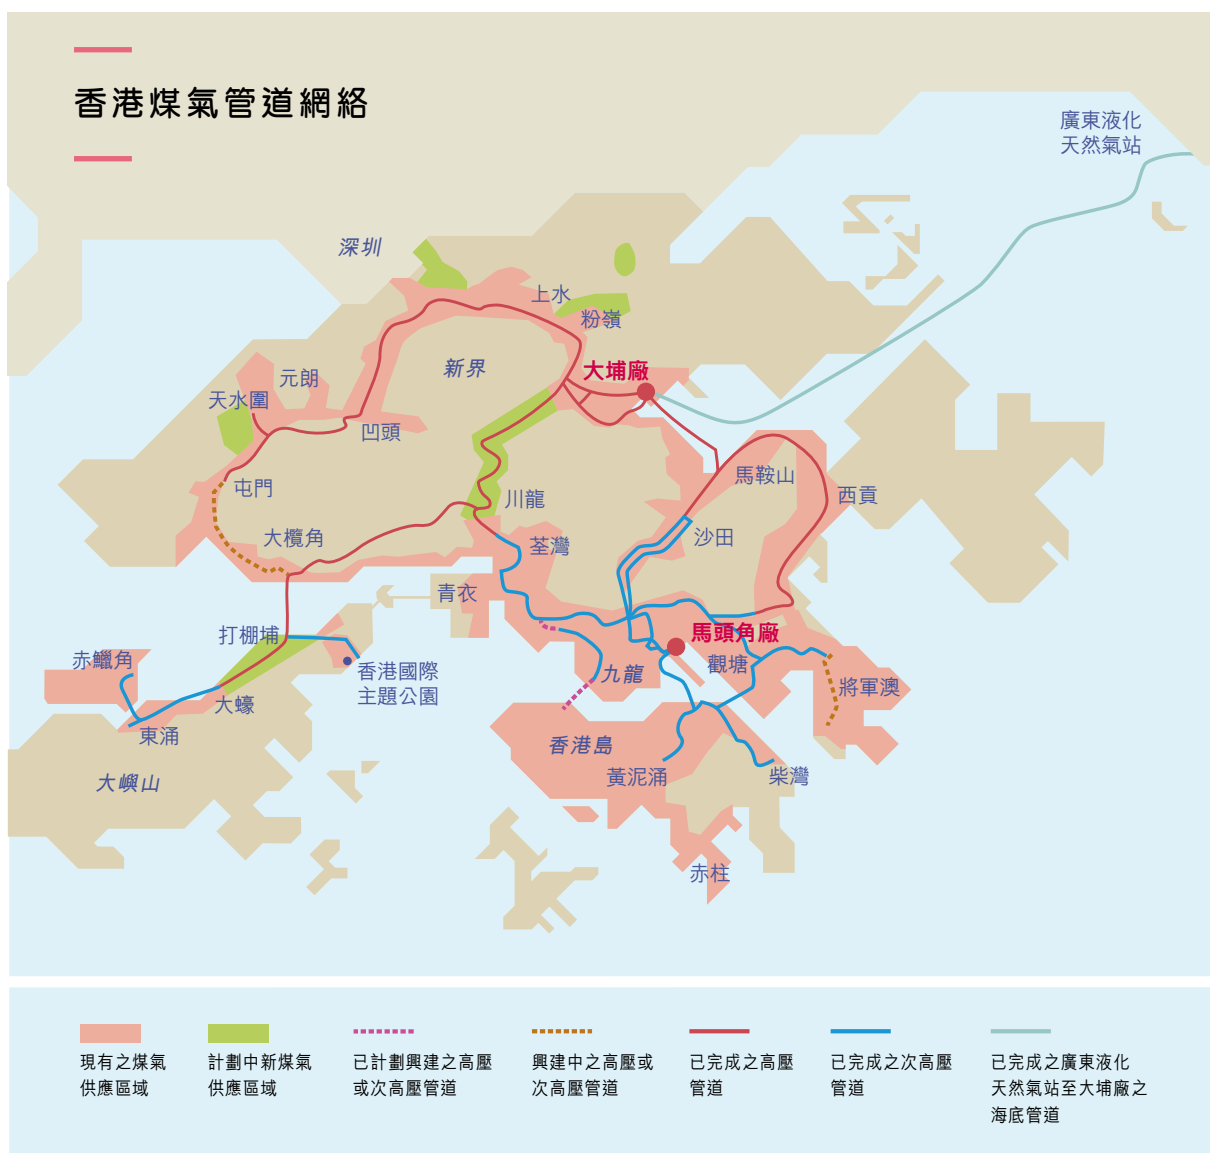 香港煤氣管道網絡
廣東液化
天然氣站
深圳
上水
粉嶺
新界
大埔廠
元朗
天水圍
凹頭
馬鞍山
屯門
川龍
西貢
大欖角
荃灣
沙田
青衣
打棚埔
馬頭角廠
赤鱲角
香港國際
主題公園
九龍
觀塘
將軍澳
大蠔
東涌
香港島
大嶼山
黃泥涌
柴灣
赤柱
現有之煤氣
供應區域
計劃中新煤氣
供應區域
已計劃興建之高壓
或次高壓管道
興建中之高壓或
次高壓管道
已完成之高壓
管道
已完成之次高壓
管道
已完成之廣東液化
天然氣站至大埔廠之
海底管道